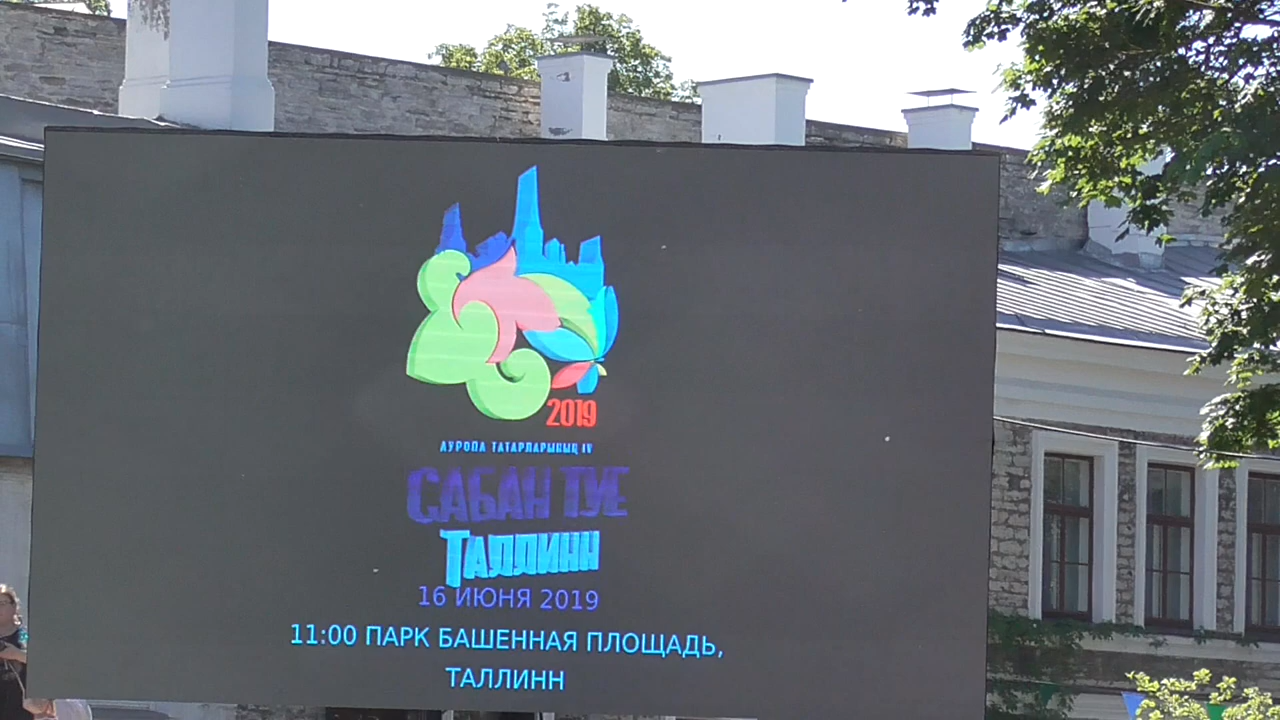 2019
АУРОПА ТАТАРЛАРЫНЫҢ IV
САБАН ТУЕ
ТАЛЛИНН
16 ИЮНЯ 2019
11:00 ПАРК БАШЕННАЯ ПЛОЩАДЬ,
ТАЛЛИНН